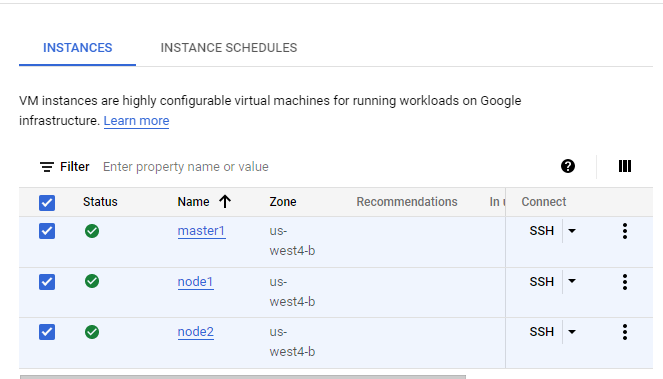 INSTANCES INSTANCE SCHEDULES
VM instances are highly configurable virtual machines for running workloads on Google
infrastructure. Learn more
Filter Enter property name or value
Status Name Zone Recommendations In u Connect
master1 us-
west4-b SSH
node1 us-
west4-b SSH
node2 us-
west4-b SSH